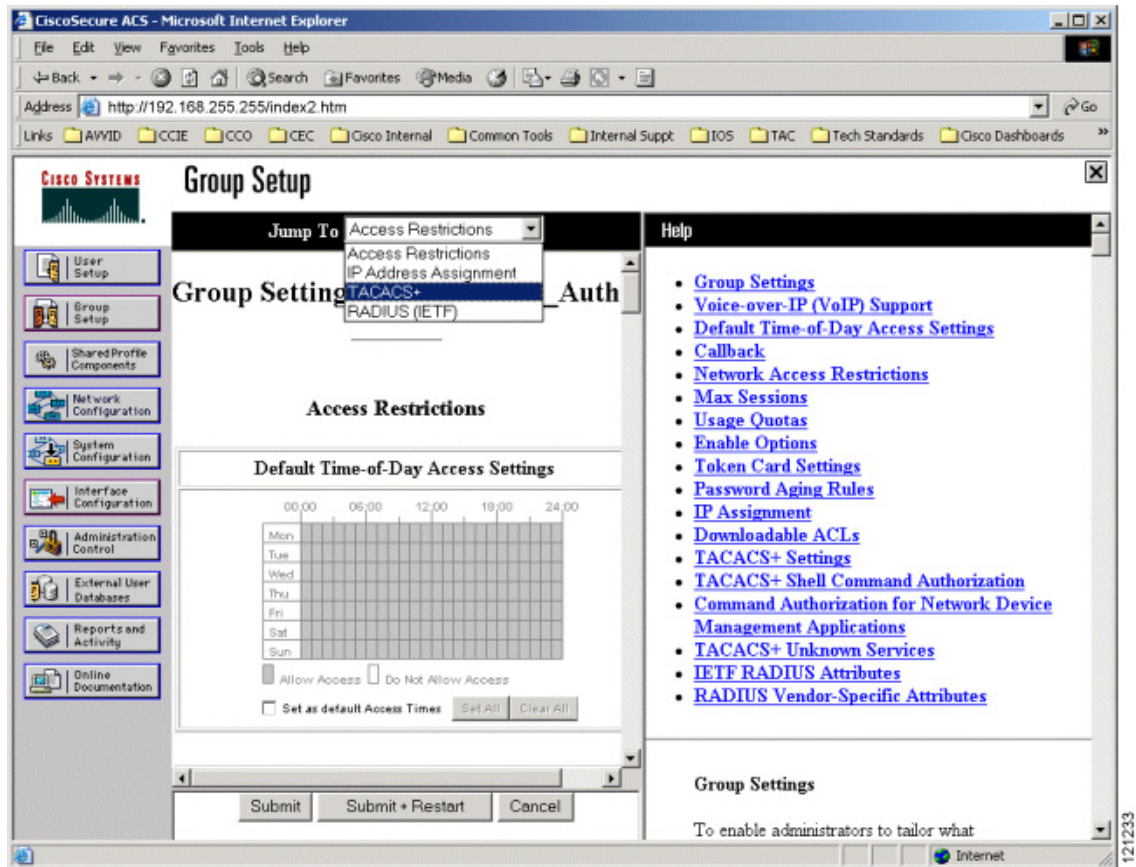 CiscoSecure ACS - Microsoft Internet Explorer
File Edit View Favorites Tools Help
Back Search Favorites Media
Address http://192.168.255.255/index2.htm Go
Links AVVID CCIE CCO CEC Cisco Internal Common Tools Internal Suppt IOS TAC Tech Standards Cisco Dashboards »
CISCO SYSTEMS
Group Setup
User Setup
Group Setup
Shared Profile Components
Network Configuration
System Configuration
Interface Configuration
Administration Control
External User Databases
Reports and Activity
Online Documentation
Jump To Access Restrictions
Access Restrictions
IP Address Assignment
TACACS+
RADIUS (IETF)
Group Setting _Auth
Access Restrictions
Default Time-of-Day Access Settings
00:00 06:00 12:00 18:00 24:00
Mon
Tue
Wed
Thu
Fri
Sat
Sun
Allow Access Do Not Allow Access
Set as default Access Times Set All Clear All
Submit Submit + Restart Cancel
Help
Group Settings
Voice-over-IP (VoIP) Support
Default Time-of-Day Access Settings
Callback
Network Access Restrictions
Max Sessions
Usage Quotas
Enable Options
Token Card Settings
Password Aging Rules
IP Assignment
Downloadable ACLs
TACACS+ Settings
TACACS+ Shell Command Authorization
Command Authorization for Network Device
Management Applications
TACACS+ Unknown Services
IETF RADIUS Attributes
RADIUS Vendor-Specific Attributes
Group Settings
To enable administrators to tailor what
Internet
121233